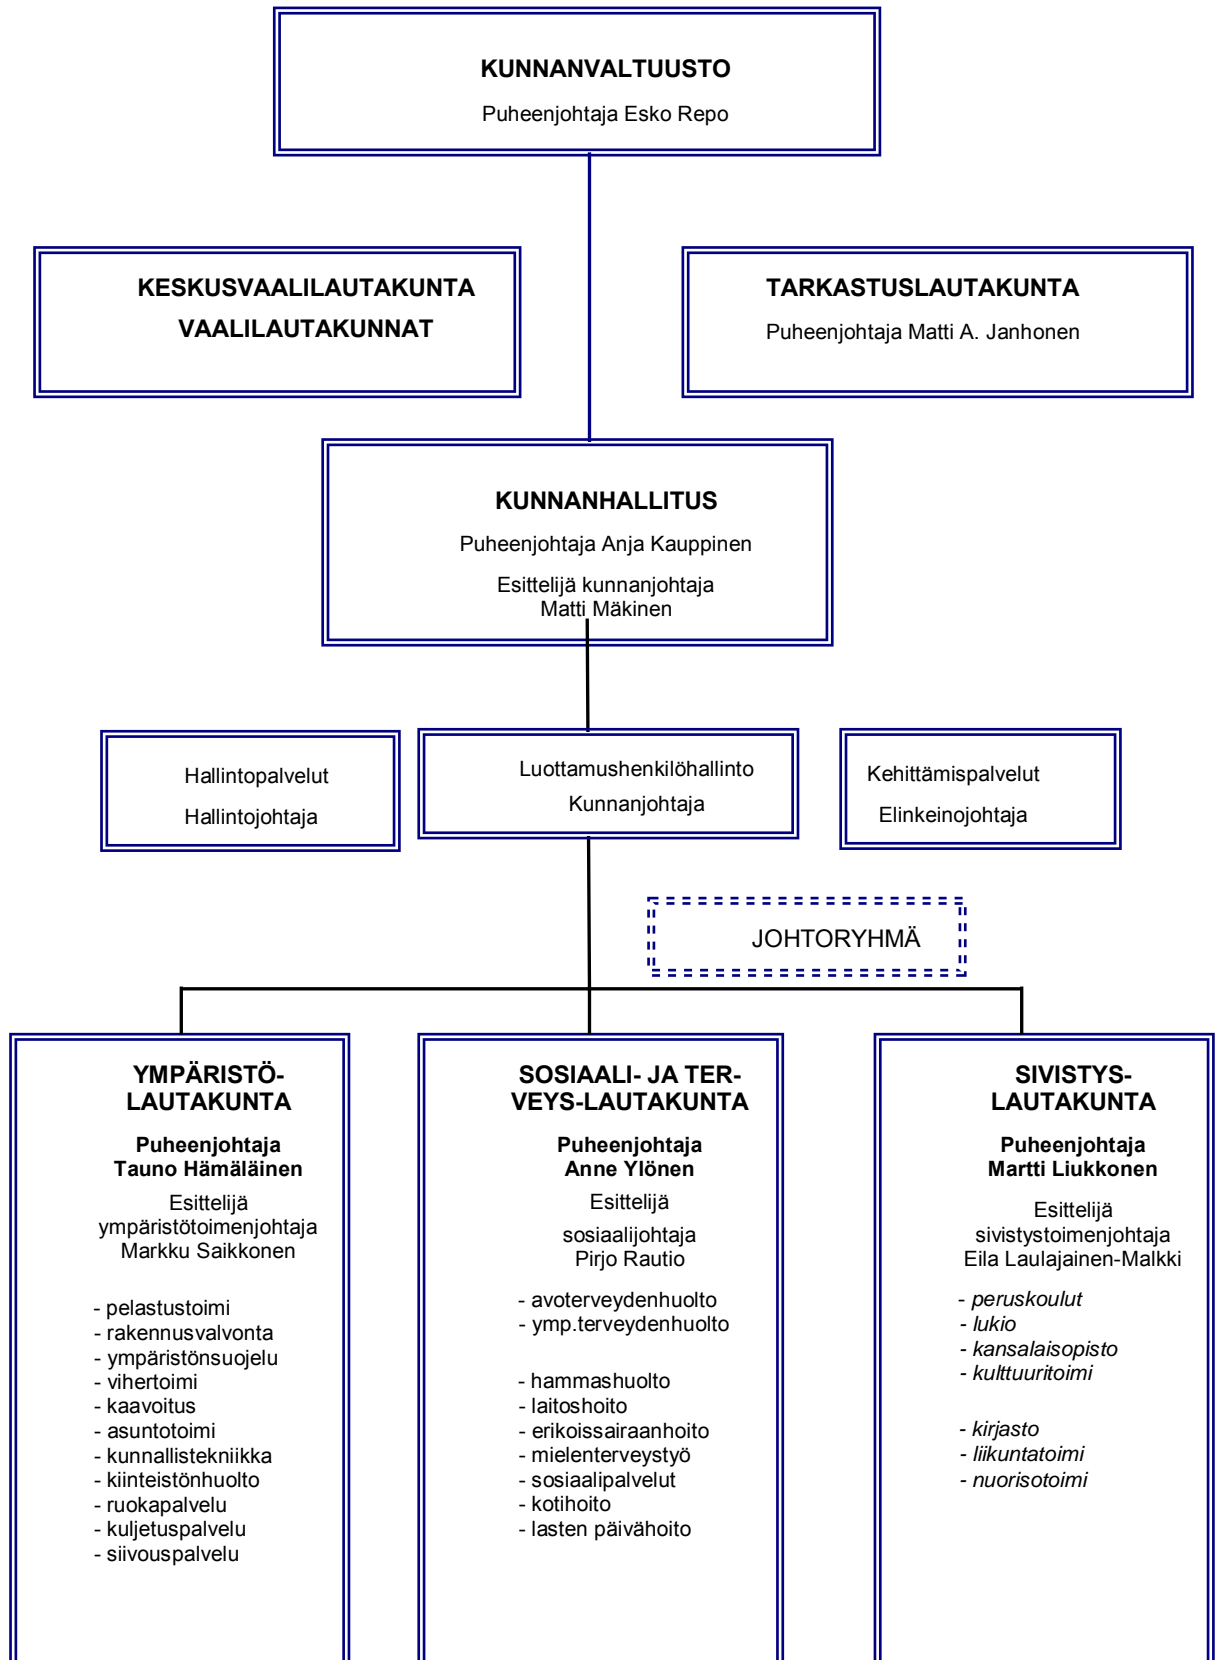 KUNNANVALTUUSTO
Puheenjohtaja Esko Repo
KESKUSVAALILAUTAKUNTA
VAALILAUTAKUNNAT
TARKASTUSLAUTAKUNTA
Puheenjohtaja Matti A. Janhonen
KUNNANHALLITUS
Puheenjohtaja Anja Kauppinen
Esittelijä kunnanjohtaja
Matti Mäkinen
Hallintopalvelut
Hallintojohtaja
Luottamushenkilöhallinto
Kunnanjohtaja
Kehittämispalvelut
Elinkeinojohtaja
JOHTORYHMÄ
YMPÄRISTÖ-
LAUTAKUNTA
Puheenjohtaja
Tauno Hämäläinen
Esittelijä
ympäristötoimenjohtaja
Markku Saikkonen
- pelastustoimi
- rakennusvalvonta
- ympäristönsuojelu
- vihertoimi
- kaavoitus
- asuntotoimi
- kunnallistekniikka
- kiinteistönhuolto
- ruokapalvelu
- kuljetuspalvelu
- siivouspalvelu
SOSIAALI- JA TER-
VEYS-LAUTAKUNTA
Puheenjohtaja
Anne Ylönen
Esittelijä
sosiaalijohtaja
Pirjo Rautio
- avoterveydenhuolto
- ymp.terveydenhuolto
- hammashuolto
- laitoshoito
- erikoissairaanhoito
- mielenterveystyö
- sosiaalipalvelut
- kotihoito
- lasten päivähoito
SIVISTYS-
LAUTAKUNTA
Puheenjohtaja
Martti Liukkonen
Esittelijä
sivistystoimenjohtaja
Eila Laulajainen-Malkki
- peruskoulut
- lukio
- kansalaisopisto
- kulttuuritoimi
- kirjasto
- liikuntatoimi
- nuorisotoimi